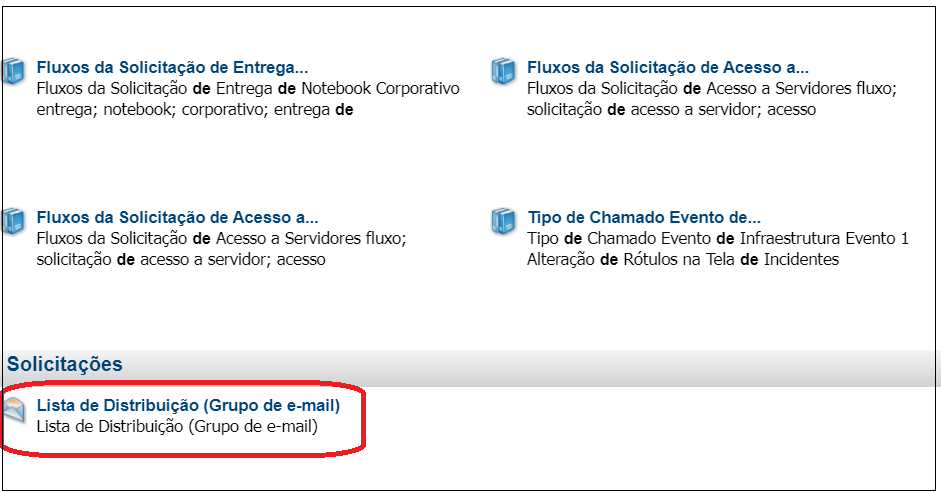 Fluxos da Solicitação de Entrega...
Fluxos da Solicitação de Entrega de Notebook Corporativo
entrega; notebook; corporativo; entrega de
Fluxos da Solicitação de Acesso a...
Fluxos da Solicitação de Acesso a Servidores fluxo;
solicitação de acesso a servidor; acesso
Fluxos da Solicitação de Acesso a...
Fluxos da Solicitação de Acesso a Servidores fluxo;
solicitação de acesso a servidor; acesso
Tipo de Chamado Evento de...
Tipo de Chamado Evento de Infraestrutura Evento 1
Alteração de Rótulos na Tela de Incidentes
Solicitações
Lista de Distribuição (Grupo de e-mail)
Lista de Distribuição (Grupo de e-mail)